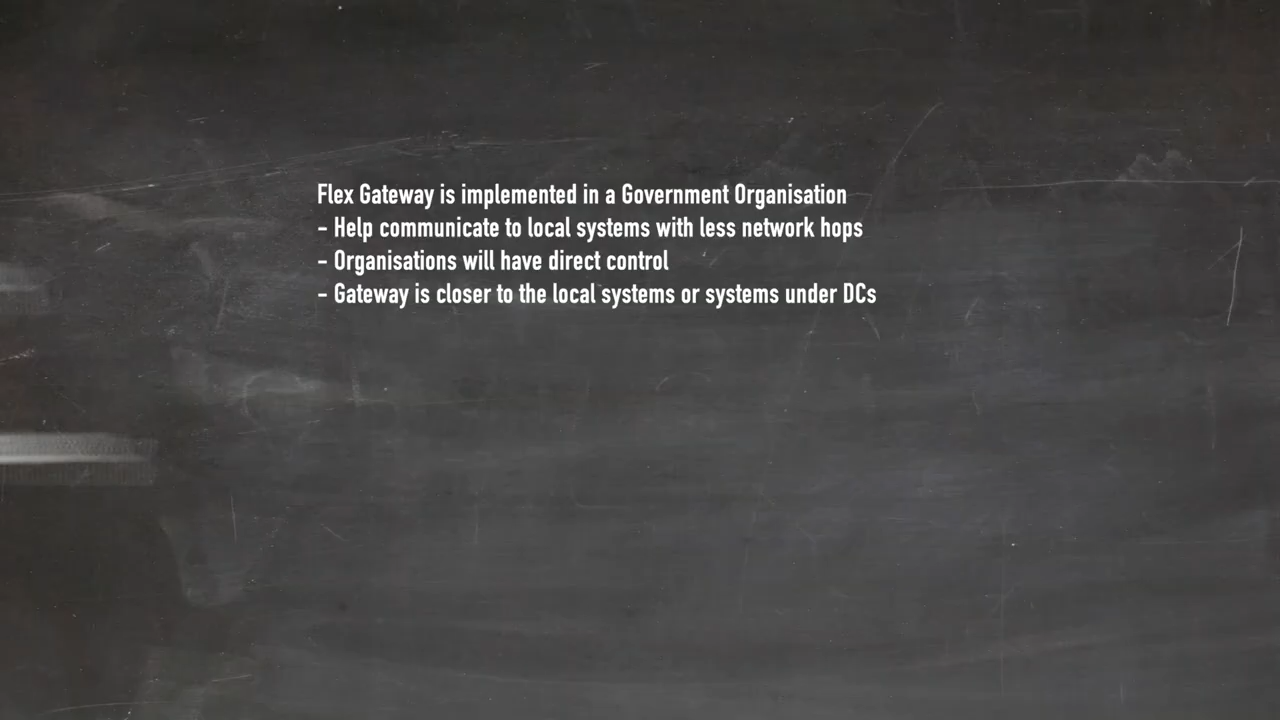 Flex Gateway is implemented in a Government Organisation
- Help communicate to local systems with less network hops
- Organisations will have direct control
- Gateway is closer to the local systems or systems under DCs